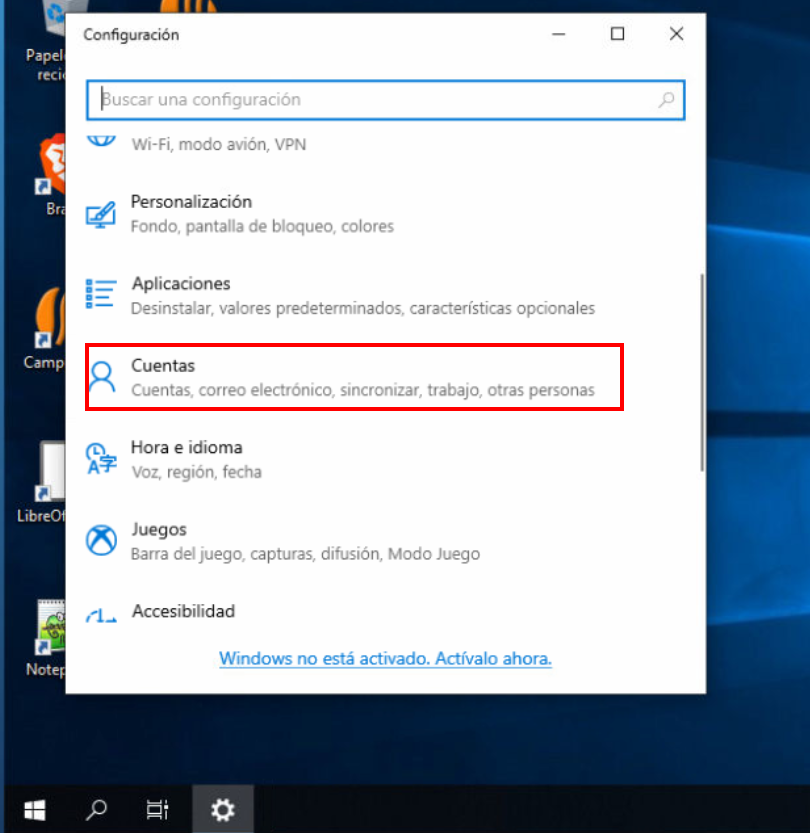 Configuración
Buscar una configuración
Wi-Fi, modo avión, VPN
Personalización
Fondo, pantalla de bloqueo, colores
Aplicaciones
Desinstalar, valores predeterminados, características opcionales
Cuentas
Cuentas, correo electrónico, sincronizar, trabajo, otras personas
Hora e idioma
Voz, región, fecha
Juegos
Barra del juego, capturas, difusión, Modo Juego
Accesibilidad
Windows no está activado. Actívalo ahora.
Papel
reci
Bra
Camp
LibreOf
Notep